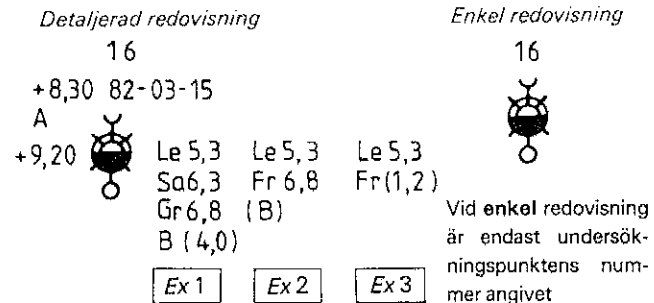 Detaljerad redovisning
16
+8,30 82-03-15
A
+9,20
Le 5,3 Le 5,3 Le 5,3
Sa 6,3 Fr 6,8 Fr (1,2)
Gr 6,8 (B)
B (4,0)
Ex 1 Ex 2 Ex 3
Enkel redovisning
16
Vid enkel redovisning
är endast undersök-
ningspunktens num-
mer angivet